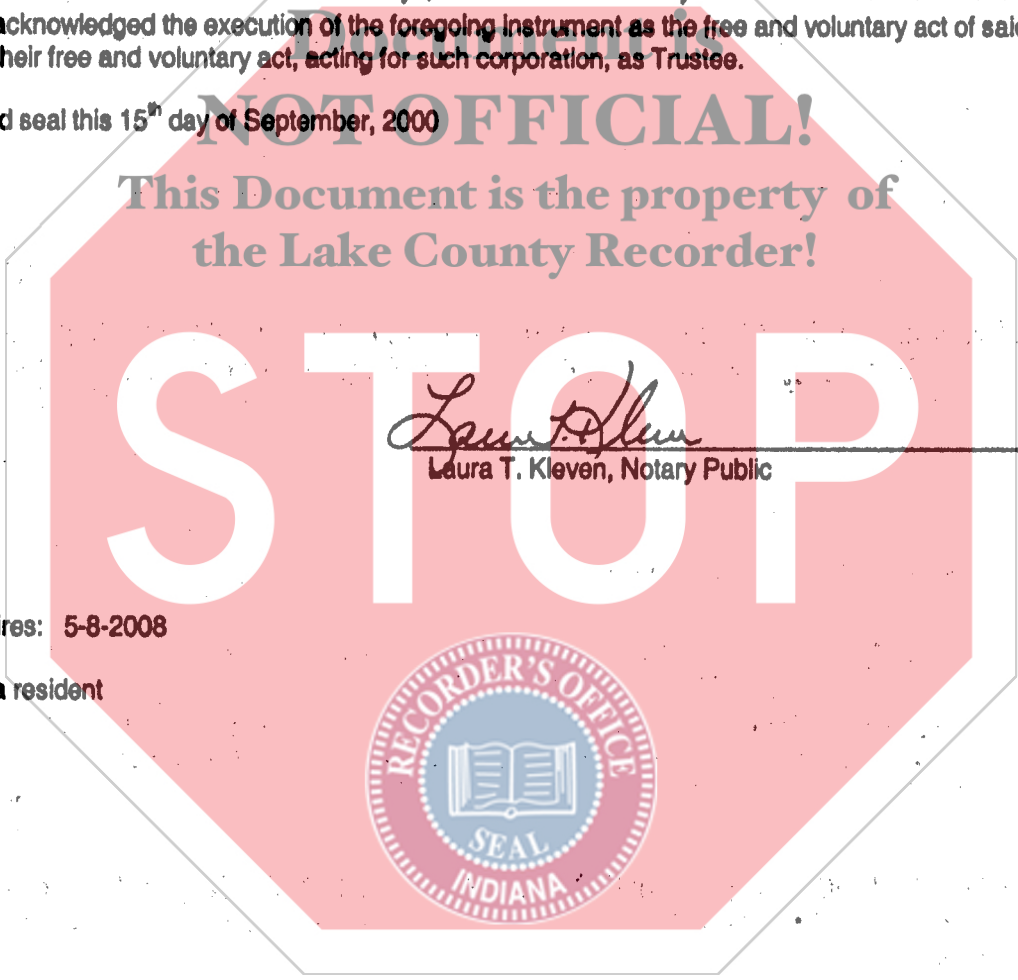 acknowledged the execution of the foregoing instrument as the free and voluntary act of said
their free and voluntary act, acting for such corporation, as Trustee.
Document is
NOT OFFICIAL!
d seal this 15th day of September, 2000
This Document is the property of
the Lake County Recorder!
STOP
Laura T. Kleven
Laura T. Kleven, Notary Public
res: 5-8-2008
a resident
RECORDER'S OFFICE
SEAL
INDIANA